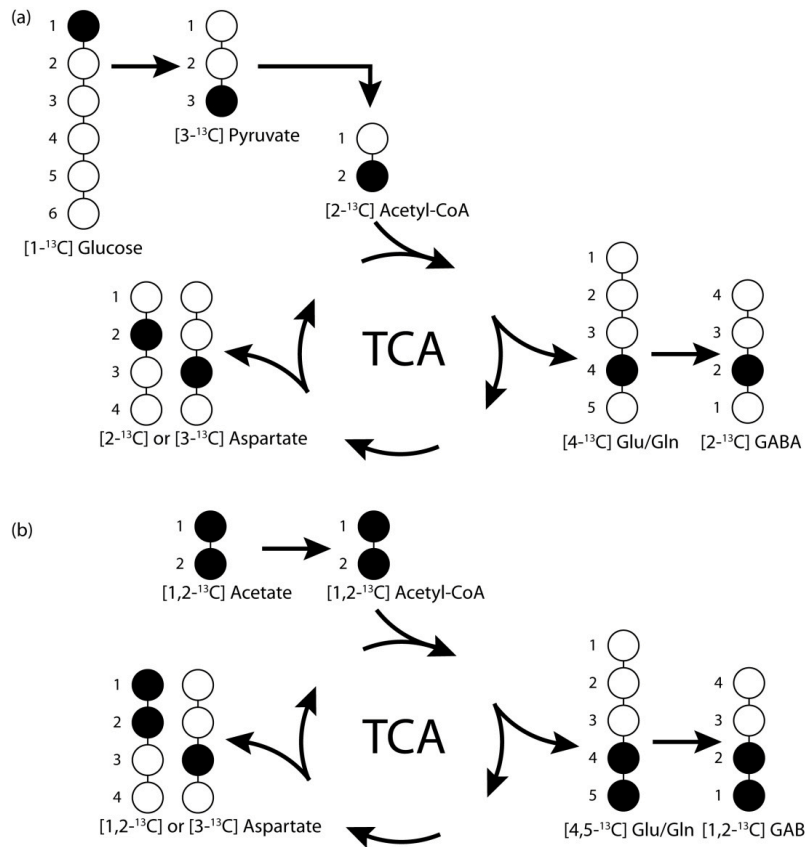 (a)
1
2
3
4
5
6
[1-¹³C] Glucose
1
2
3
[3-¹³C] Pyruvate
1
2
[2-¹³C] Acetyl-CoA
TCA
1
2
3
4
[2-¹³C] or [3-¹³C] Aspartate
1
2
3
4
5
[4-¹³C] Glu/Gln
4
3
2
1
[2-¹³C] GABA
(b)
1
2
[1,2-¹³C] Acetate
1
2
[1,2-¹³C] Acetyl-CoA
TCA
1
2
3
4
[1,2-¹³C] or [3-¹³C] Aspartate
1
2
3
4
5
[4,5-¹³C] Glu/Gln
4
3
2
1
[1,2-¹³C] GAB